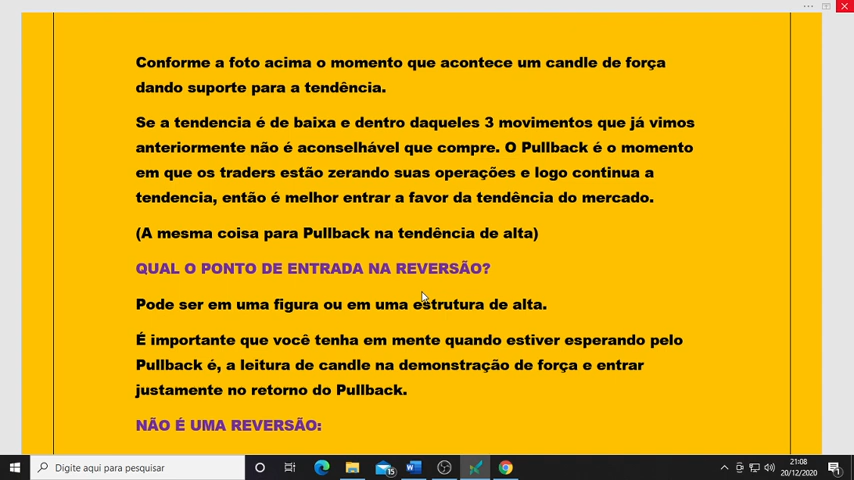 Conforme a foto acima o momento que acontece um candle de força
dando suporte para a tendência.
Se a tendencia é de baixa e dentro daqueles 3 movimentos que já vimos
anteriormente não é aconselhável que compre. O Pullback é o momento
em que os traders estão zerando suas operações e logo continua a
tendencia, então é melhor entrar a favor da tendência do mercado.
(A mesma coisa para Pullback na tendência de alta)
QUAL O PONTO DE ENTRADA NA REVERSÃO?
Pode ser em uma figura ou em uma estrutura de alta.
É importante que você tenha em mente quando estiver esperando pelo
Pullback é, a leitura de candle na demonstração de força e entrar
justamente no retorno do Pullback.
NÃO É UMA REVERSÃO:
Digite aqui para pesquisar
15
21:08
20/12/2020
1